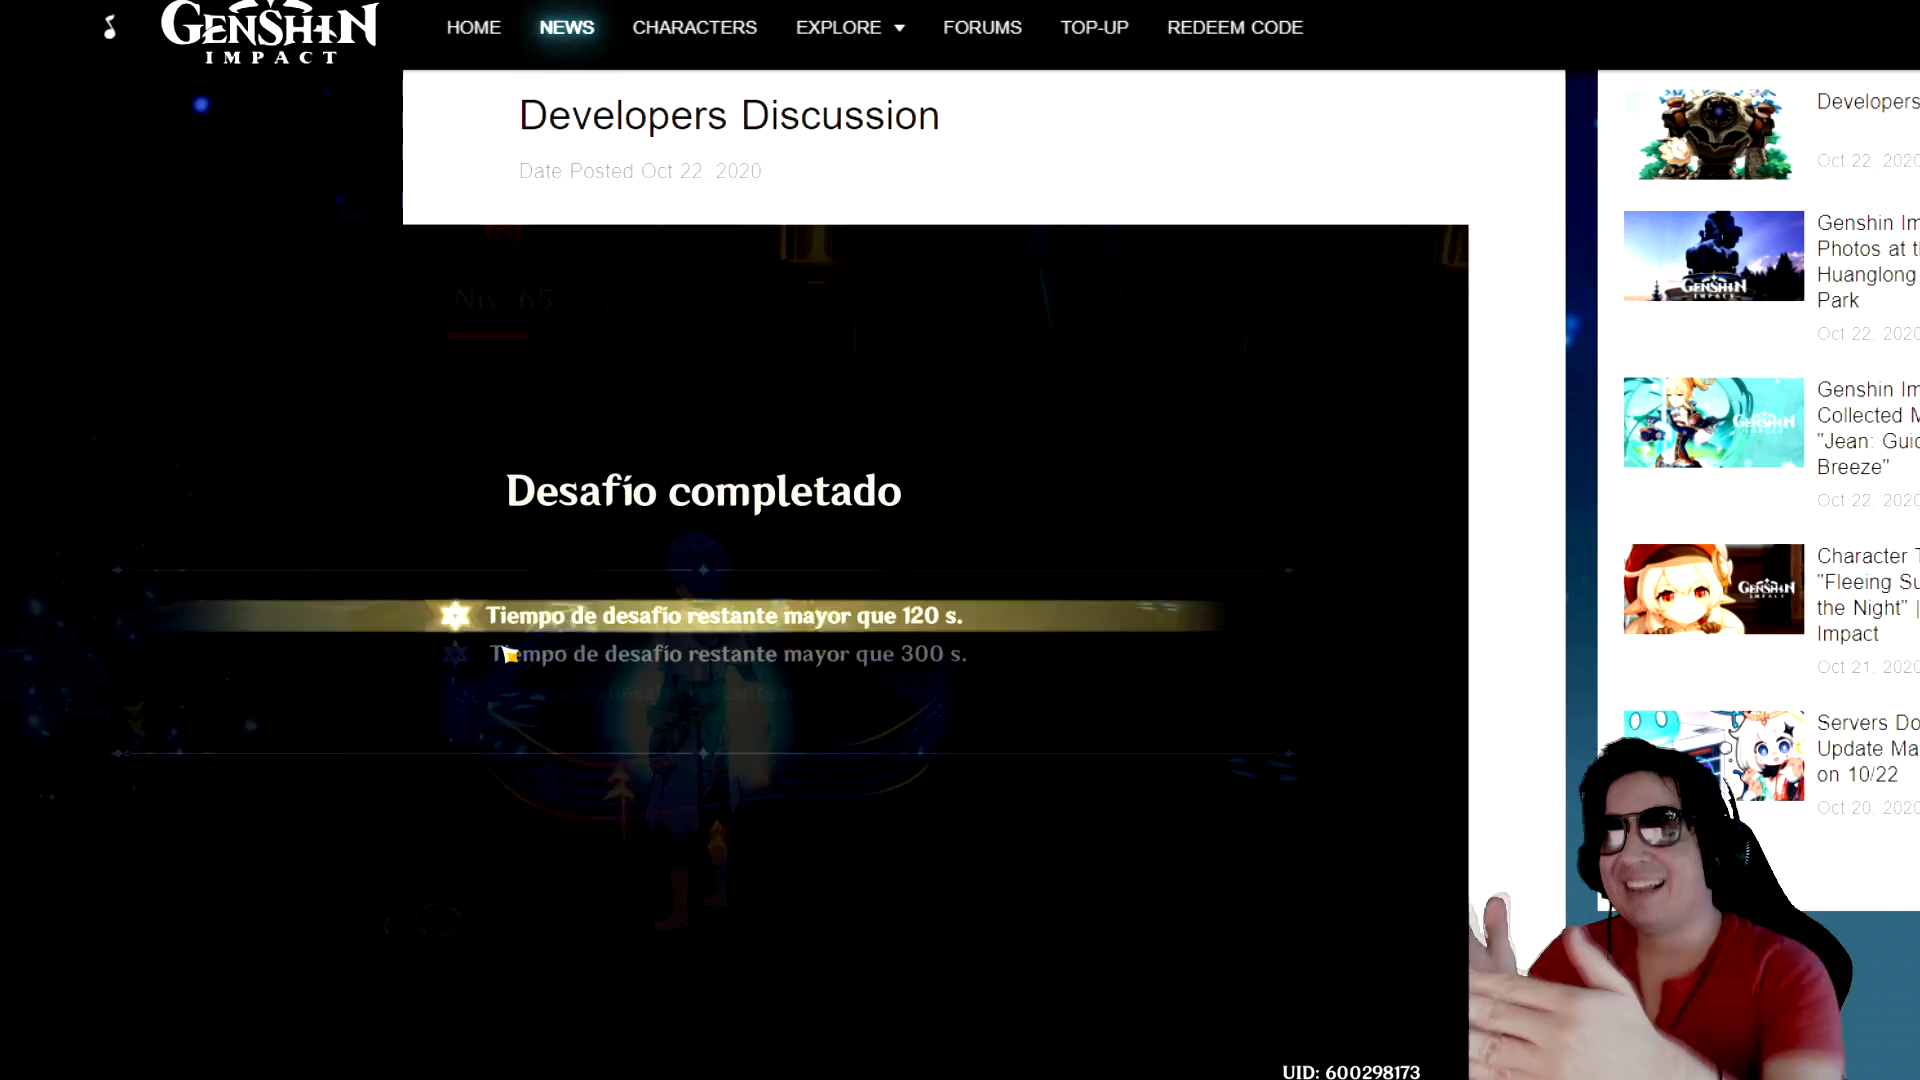 GENSHIN
IMPACT
HOME
NEWS
CHARACTERS
EXPLORE
FORUMS
TOP-UP
REDEEM CODE
Developers Discussion
Date Posted Oct 22, 2020
Niv. 65
Desafío completado
Tiempo de desafío restante mayor que 120 s.
Tiempo de desafío restante mayor que 300 s.
UID: 600298173
Developers
Oct 22, 2020
GENSHIN
IMPACT
Genshin Im
Photos at t
Huanglong
Park
Oct 22, 2020
GENSHIN
Genshin Im
Collected M
"Jean: Guid
Breeze"
Oct 22, 2020
GENSHIN
Character T
"Fleeing Su
the Night" |
Impact
Oct 21, 2020
Servers Do
Update Ma
on 10/22
Oct 20, 2020